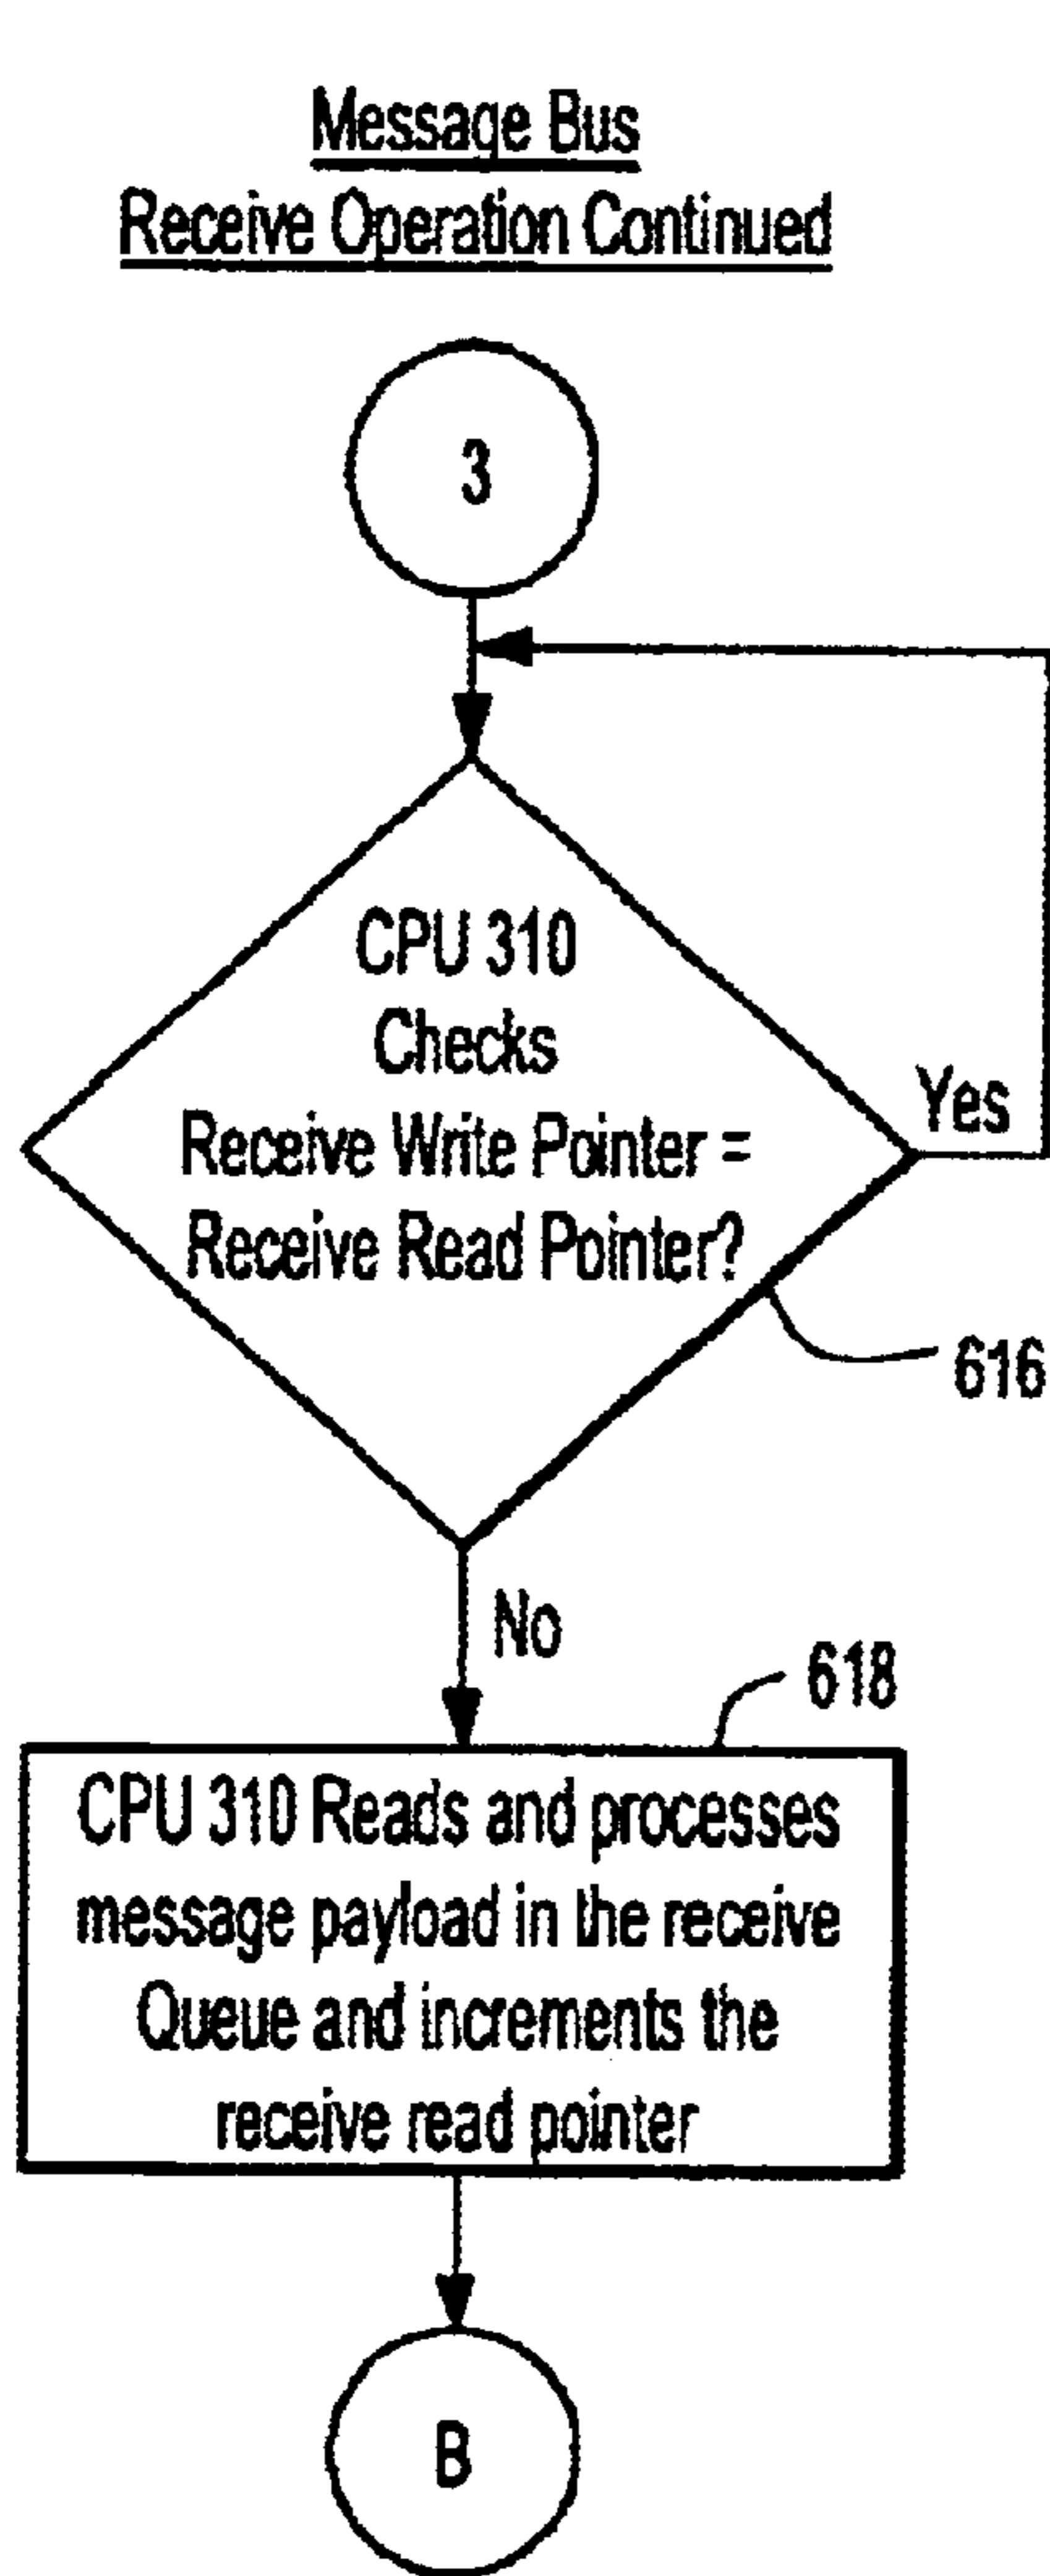 Message Bus
Receive Operation Continued
3
CPU 310
Checks
Receive Write Pointer =
Receive Read Pointer?
Yes
616
No
618
CPU 310 Reads and processes
message payload in the receive
Queue and increments the
receive read pointer
B